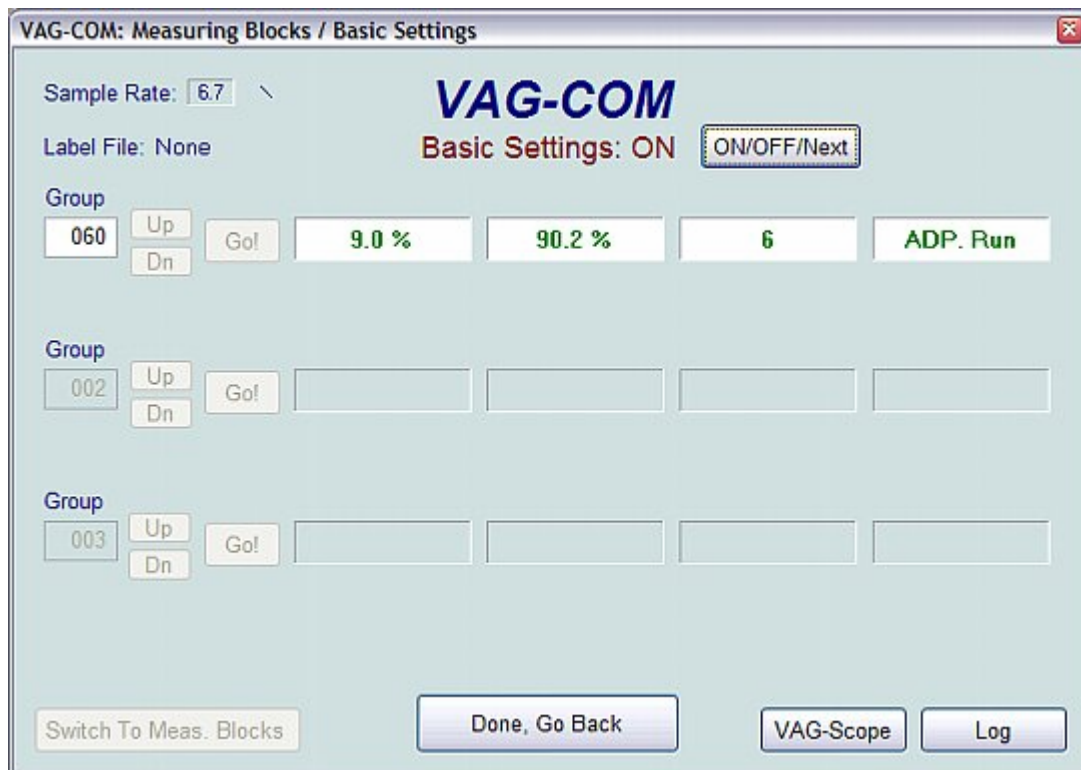 VAG-COM: Measuring Blocks / Basic Settings
Sample Rate: 6.7 \
VAG-COM
Label File: None
Basic Settings: ON
ON/OFF/Next
Group
060
Up
Dn
Go!
9.0 %
90.2 %
6
ADP. Run
Group
002
Up
Dn
Go!
Group
003
Up
Dn
Go!
Switch To Meas. Blocks
Done, Go Back
VAG-Scope
Log